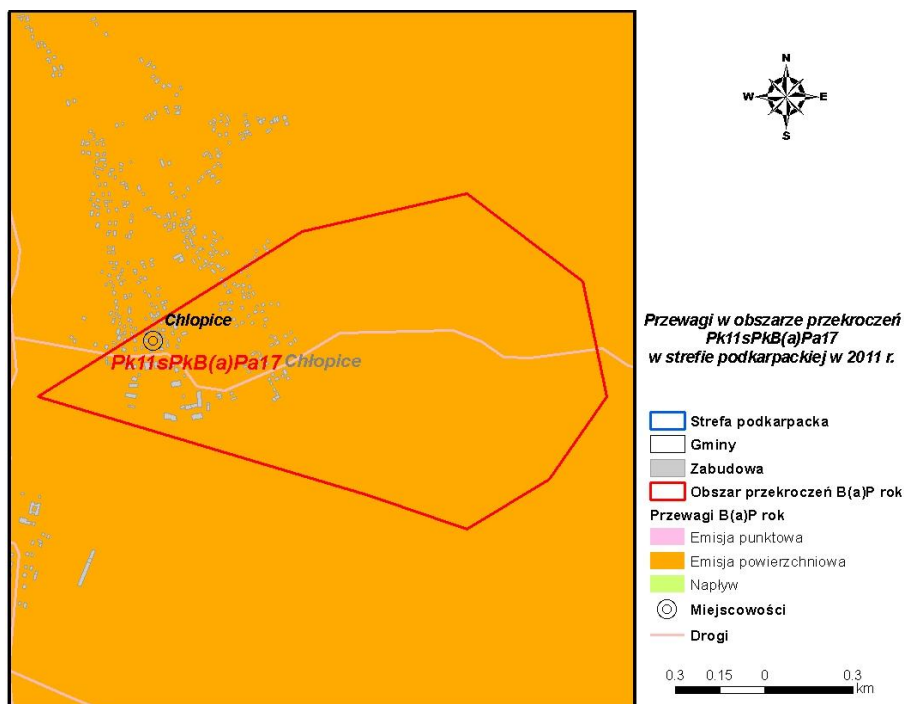 N
W E
S
Chłopice
Pk11sPkB(a)Pa17 Chłopice
Przewagi w obszarze przekroczeń
Pk11sPkB(a)Pa17
w strefie podkarpackiej w 2011 r.
Strefa podkarpacka
Gminy
Zabudowa
Obszar przekroczeń B(a)P rok
Przewagi B(a)P rok
Emisja punktowa
Emisja powierzchniowa
Napływ
Miejscowości
Drogi
0.3 0.15 0 0.3
km